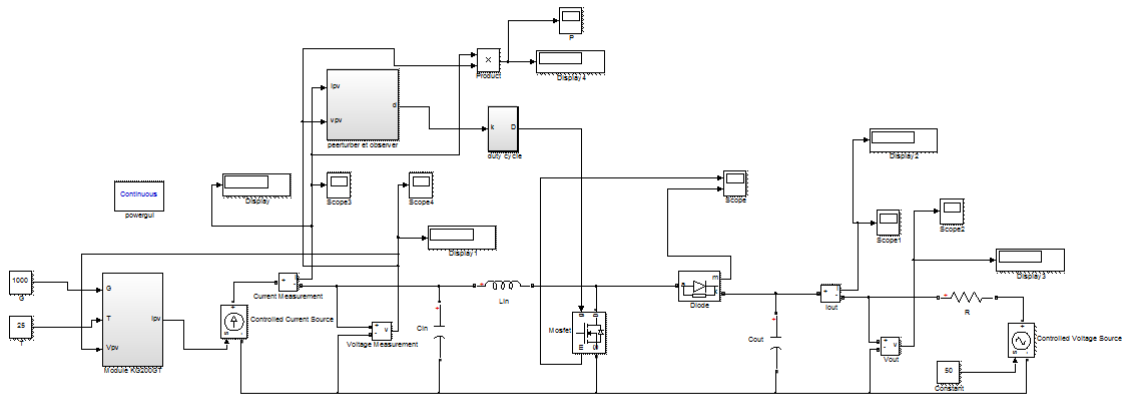 P
×
Product
Display4
Ipv
vpv
d
peerturber et observer
k
D
duty cycle
Display2
Continuous
powergui
Display
Scope3
Scope4
Scope
Scope1
Scope2
Display1
Display3
1000
G
25
T
G
T
Vpv
Ipv
Module KG200GT
Controlled Current Source
Current Measurement
Voltage Measurement
Cin
Lin
Mosfet
m
Diode
Cout
Iout
Vout
R
50
Constant
Controlled Voltage Source